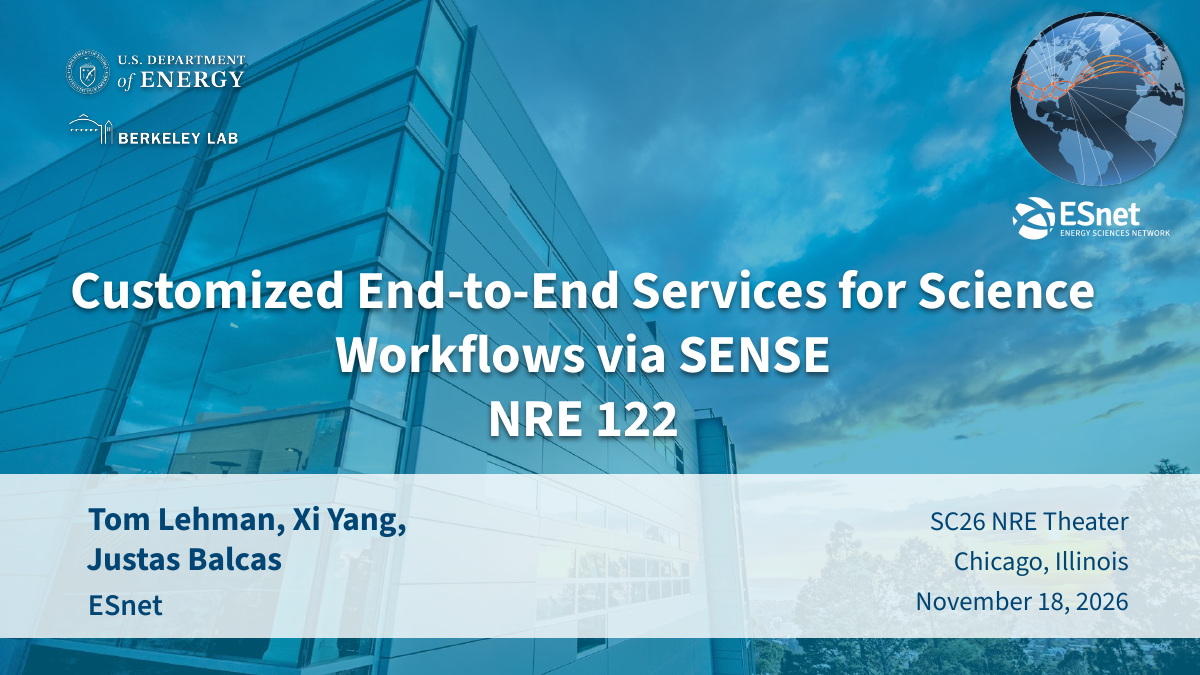 U.S. DEPARTMENT
of ENERGY
BERKELEY LAB
ESnet
ENERGY SCIENCES NETWORK
Customized End-to-End Services for Science
Workflows via SENSE
NRE 122
Tom Lehman, Xi Yang,
Justas Balcas
ESnet
SC26 NRE Theater
Chicago, Illinois
November 18, 2026